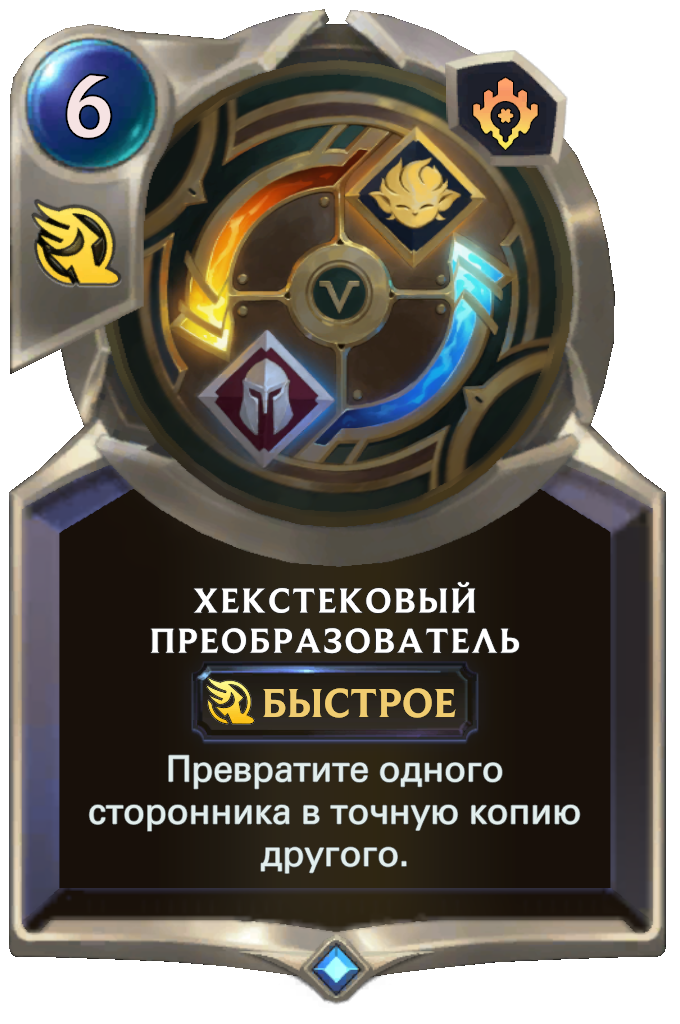 6
V
ХЕКСТЕКОВЫЙ
ПРЕОБРАЗОВАТЕЛЬ
БЫСТРОЕ
Превратите одного
сторонника в точную копию
другого.